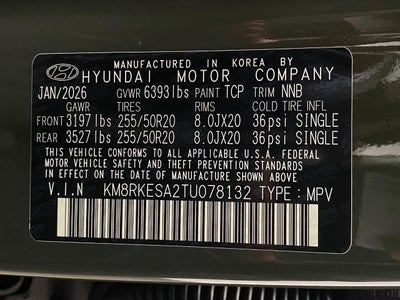 MANUFACTURED IN KOREA BY
HYUNDAI MOTOR COMPANY
JAN/2026 GVWR 6393lbs PAINT TCP TRIM NNB
GAWR TIRES RIMS COLD TIRE INFL
FRONT 3197lbs 255/50R20 8.0JX20 36psi SINGLE
REAR 3527lbs 255/50R20 8.0JX20 36psi SINGLE
THIS VEHICLE CONFORMS TO ALL APPLICABLE U.S.A. FEDERAL
MOTOR VEHICLE SAFETY, BUMPER, AND THEFT PREVENTION
STANDARDS IN EFFECT ON THE DATE OF MANUFACTURE SHOWN ABOVE.
V.I.N KM8RKESA2TU078132 TYPE : MPV